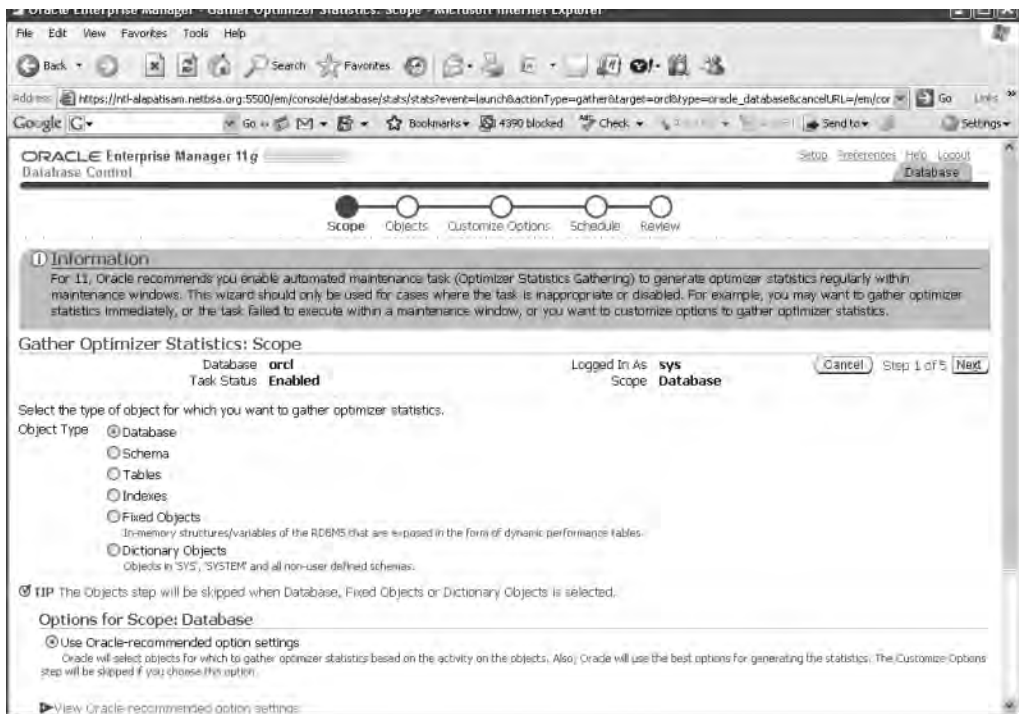 Oracle Enterprise Manager - Gather Optimizer Statistics: Scope - Microsoft Internet Explorer
File Edit View Favorites Tools Help
Back Search Favorites
Address https://ntl-alapatisam.netbsa.org:5500/em/console/database/stats/stats?event=launch&actionType=gather&target=orcl&type=oracle_database&cancelURL=/em/cor Go Links
Google G Go Bookmarks 4390 blocked Check Send to Settings
ORACLE Enterprise Manager 11g
Database Control
Setup Preferences Help Logout
Database
Scope Objects Customize Options Schedule Review
Information
For 11, Oracle recommends you enable automated maintenance task (Optimizer Statistics Gathering) to generate optimizer statistics regularly within
maintenance windows. This wizard should only be used for cases where the task is inappropriate or disabled. For example, you may want to gather optimizer
statistics immediately, or the task failed to execute within a maintenance window, or you want to customize options to gather optimizer statistics.
Gather Optimizer Statistics: Scope
Database orcl Logged In As sys Cancel Step 1 of 5 Next
Task Status Enabled Scope Database
Select the type of object for which you want to gather optimizer statistics.
Object Type Database
Schema
Tables
Indexes
Fixed Objects
In-memory structures/variables of the RDBMS that are exposed in the form of dynamic performance tables.
Dictionary Objects
Objects in 'SYS', 'SYSTEM' and all non-user defined schemas.
TIP The Objects step will be skipped when Database, Fixed Objects or Dictionary Objects is selected.
Options for Scope: Database
Use Oracle-recommended option settings
Oracle will select objects for which to gather optimizer statistics based on the activity on the objects. Also, Oracle will use the best options for generating the statistics. The Customize Options
step will be skipped if you choose this option.
View Oracle-recommended option settings